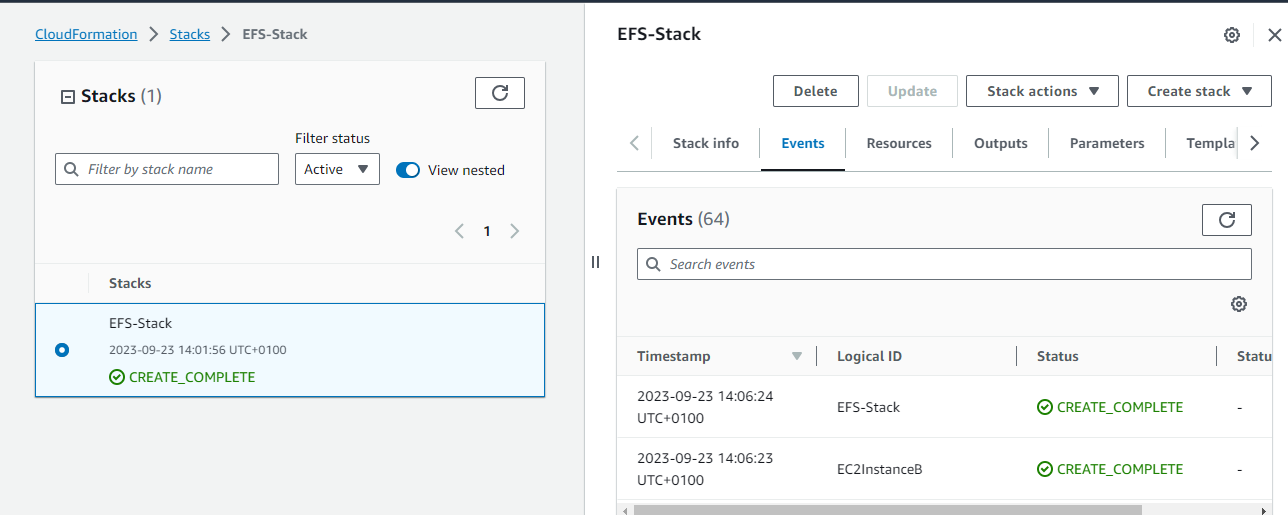 CloudFormation > Stacks > EFS-Stack
Stacks (1)
Filter status
Filter by stack name
Active
View nested
1
Stacks
EFS-Stack
2023-09-23 14:01:56 UTC+0100
CREATE_COMPLETE
EFS-Stack
Delete
Update
Stack actions
Create stack
Stack info
Events
Resources
Outputs
Parameters
Templa
Events (64)
Search events
Timestamp
Logical ID
Status
Statu
2023-09-23 14:06:24
UTC+0100
EFS-Stack
CREATE_COMPLETE
-
2023-09-23 14:06:23
UTC+0100
EC2InstanceB
CREATE_COMPLETE
-